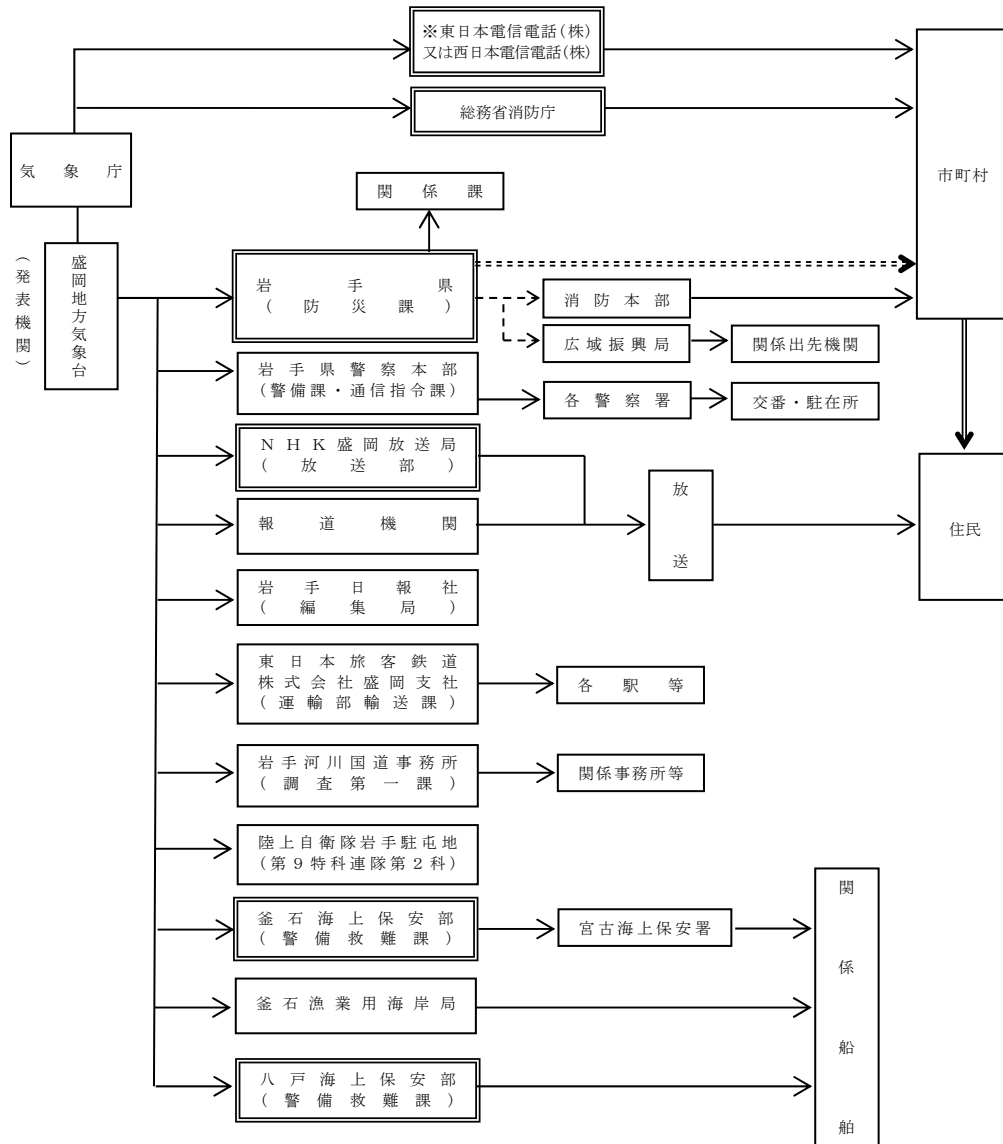 ※東日本電信電話(株)
又は西日本電信電話(株)
総務省消防庁
気象庁
市町村
関係課
(発表機関)
盛岡地方気象台
岩手県
(防災課)
消防本部
広域振興局
関係出先機関
岩手県警察本部
(警備課・通信指令課)
各警察署
交番・駐在所
NHK盛岡放送局
(放送部)
放送
住民
報道機関
岩手日報社
(編集局)
東日本旅客鉄道
株式会社盛岡支社
(運輸部輸送課)
各駅等
岩手河川国道事務所
(調査第一課)
関係事務所等
陸上自衛隊岩手駐屯地
(第9特科連隊第2科)
関係船舶
釜石海上保安部
(警備救難課)
宮古海上保安署
釜石漁業用海岸局
八戸海上保安部
(警備救難課)